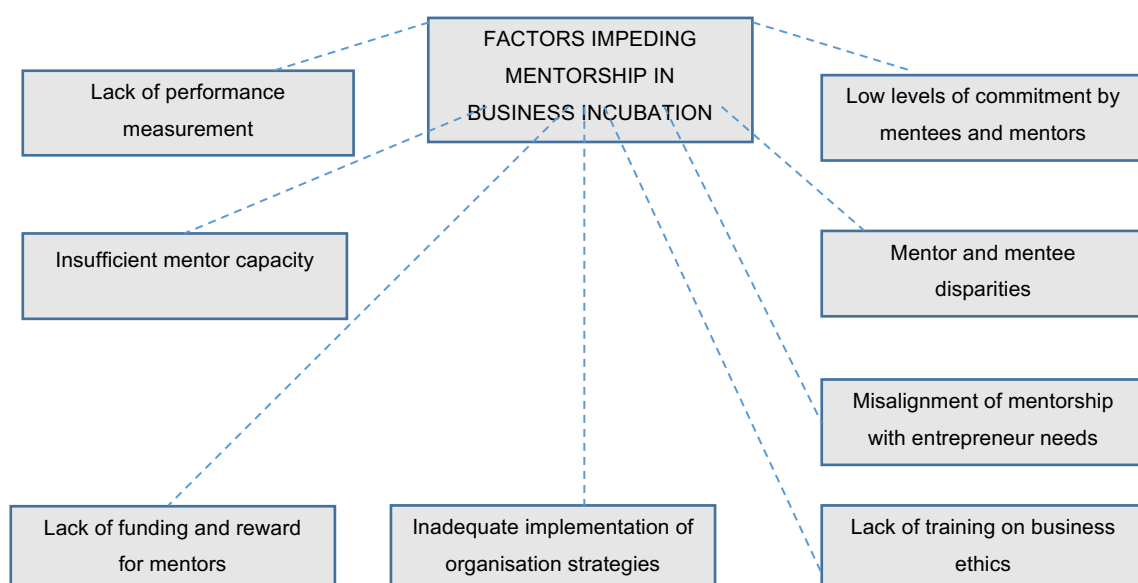 FACTORS IMPEDING
MENTORSHIP IN
BUSINESS INCUBATION
Lack of performance
measurement
Low levels of commitment by
mentees and mentors
Insufficient mentor capacity
Mentor and mentee
disparities
Misalignment of mentorship
with entrepreneur needs
Lack of funding and reward
for mentors
Inadequate implementation of
organisation strategies
Lack of training on business
ethics